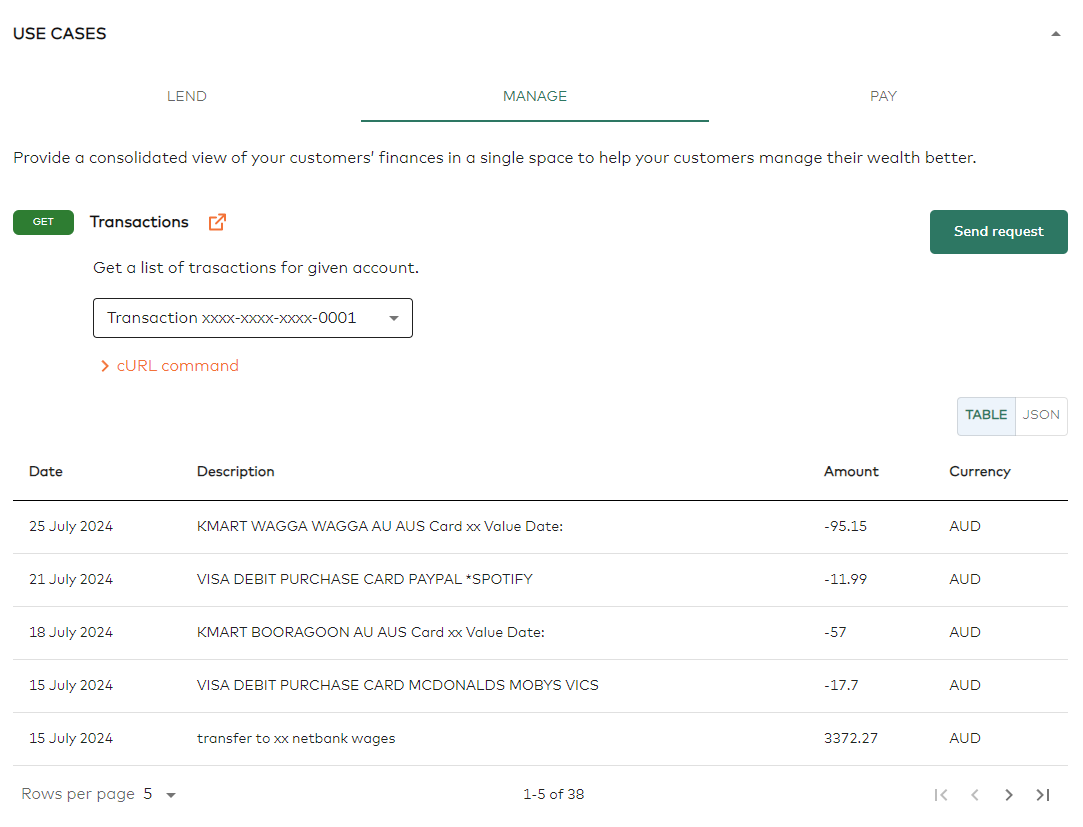 USE CASES
LEND MANAGE PAY
Provide a consolidated view of your customers' finances in a single space to help your customers manage their wealth better.
GET Transactions Send request
Get a list of trasactions for given account.
Transaction xxxx-xxxx-xxxx-0001
cURL command
TABLE JSON
Date Description Amount Currency
25 July 2024 KMART WAGGA WAGGA AU AUS Card xx Value Date: -95.15 AUD
21 July 2024 VISA DEBIT PURCHASE CARD PAYPAL *SPOTIFY -11.99 AUD
18 July 2024 KMART BOORAGOON AU AUS Card xx Value Date: -57 AUD
15 July 2024 VISA DEBIT PURCHASE CARD MCDONALDS MOBYS VICS -17.7 AUD
15 July 2024 transfer to xx netbank wages 3372.27 AUD
Rows per page 5 1-5 of 38